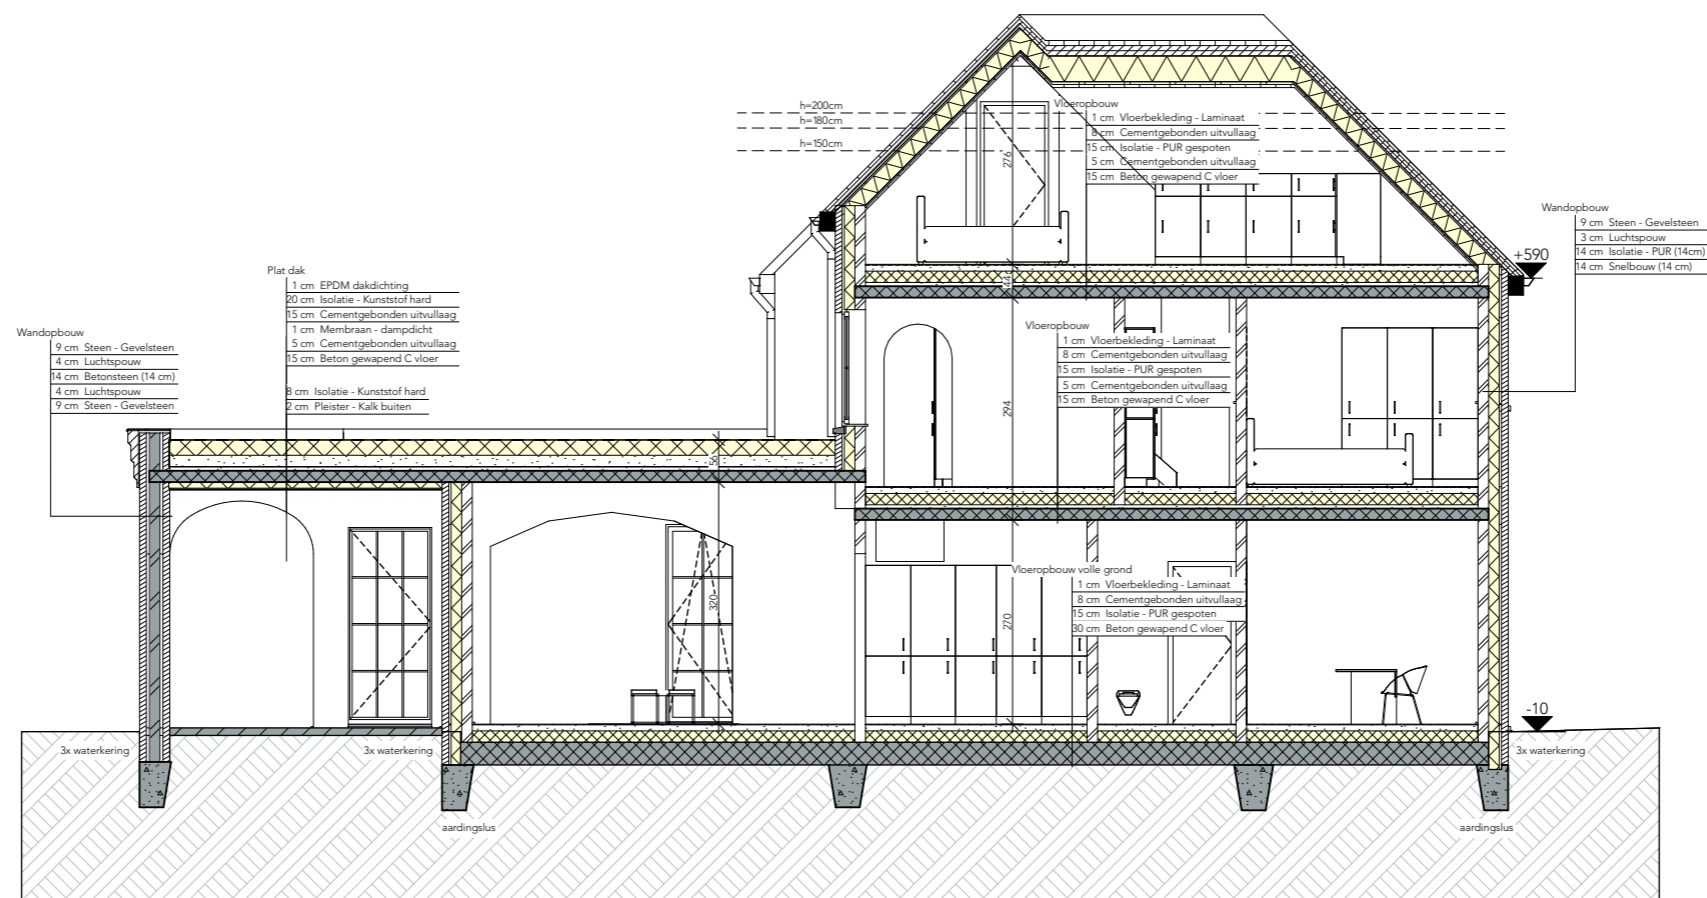 h=200cm
h=180cm
h=150cm
276
Vloeropbouw
1 cm Vloerbekleding - Laminaat
8 cm Cementgebonden uitvullaag
15 cm Isolatie - PUR gespoten
5 cm Cementgebonden uitvullaag
15 cm Beton gewapend C vloer
Wandopbouw
9 cm Steen - Gevelsteen
3 cm Luchtspouw
14 cm Isolatie - PUR (14cm)
14 cm Snelbouw (14 cm)
+590
44
Plat dak
1 cm EPDM dakdichting
20 cm Isolatie - Kunststof hard
15 cm Cementgebonden uitvullaag
1 cm Membraan - dampdicht
5 cm Cementgebonden uitvullaag
15 cm Beton gewapend C vloer
8 cm Isolatie - Kunststof hard
2 cm Pleister - Kalk buiten
Wandopbouw
9 cm Steen - Gevelsteen
4 cm Luchtspouw
14 cm Betonsteen (14 cm)
4 cm Luchtspouw
9 cm Steen - Gevelsteen
Vloeropbouw
1 cm Vloerbekleding - Laminaat
8 cm Cementgebonden uitvullaag
15 cm Isolatie - PUR gespoten
5 cm Cementgebonden uitvullaag
15 cm Beton gewapend C vloer
294
56
Vloeropbouw volle grond
1 cm Vloerbekleding - Laminaat
8 cm Cementgebonden uitvullaag
15 cm Isolatie - PUR gespoten
30 cm Beton gewapend C vloer
320
270
-10
3x waterkering
3x waterkering
3x waterkering
aardingslus
aardingslus